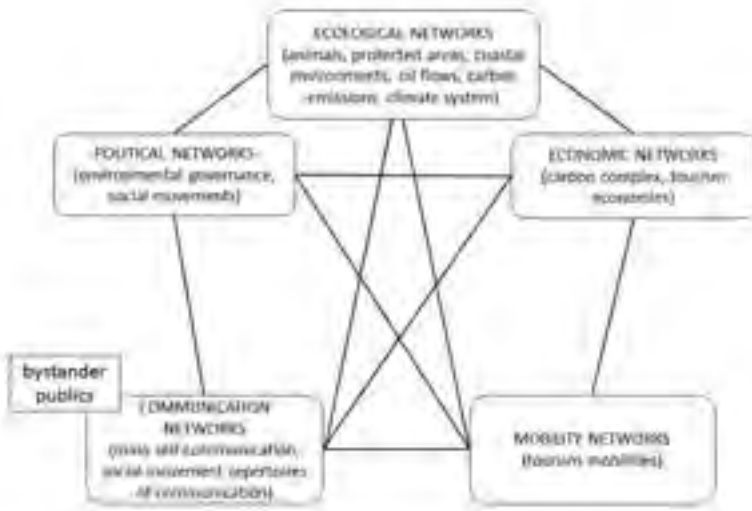 ECOLOGICAL NETWORKS
(animals, protected areas, coastal
environments, oil flows, carbon
emissions, climate system)
POLITICAL NETWORKS
(environmental governance,
social movements)
ECONOMIC NETWORKS
(carbon complex, tourism
economies)
bystander
publics
COMMUNICATION
NETWORKS
(mass self-communication,
social movement repertoires
of communication)
MOBILITY NETWORKS
(tourism mobilities)